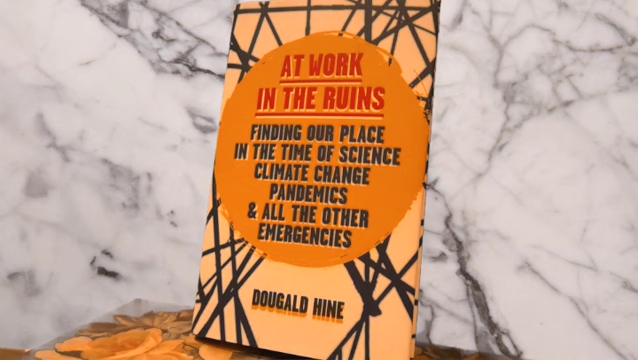 AT WORK
IN THE RUINS
FINDING OUR PLACE
IN THE TIME OF SCIENCE
CLIMATE CHANGE
PANDEMICS
& ALL THE OTHER
EMERGENCIES
DOUGALD HINE